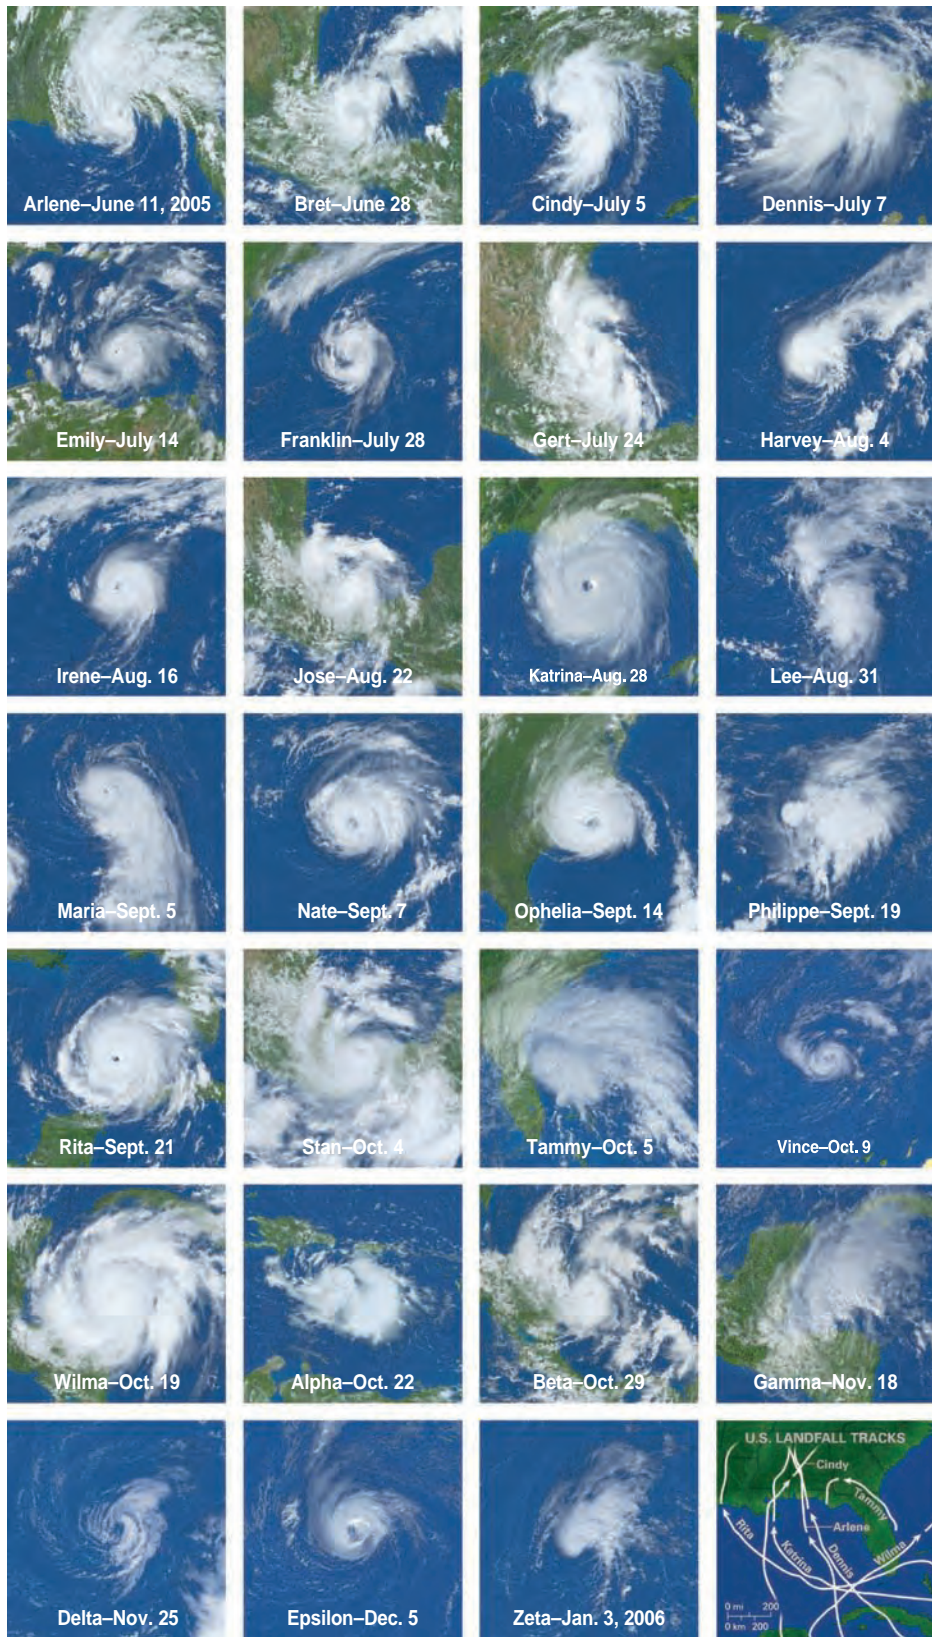 Arlene–June 11, 2005
Bret–June 28
Cindy–July 5
Dennis–July 7
Emily–July 14
Franklin–July 28
Gert–July 24
Harvey–Aug. 4
Irene–Aug. 16
Jose–Aug. 22
Katrina–Aug. 28
Lee–Aug. 31
Maria–Sept. 5
Nate–Sept. 7
Ophelia–Sept. 14
Philippe–Sept. 19
Rita–Sept. 21
Stan–Oct. 4
Tammy–Oct. 5
Vince–Oct. 9
Wilma–Oct. 19
Alpha–Oct. 22
Beta–Oct. 29
Gamma–Nov. 18
Delta–Nov. 25
Epsilon–Dec. 5
Zeta–Jan. 3, 2006
U.S. LANDFALL TRACKS
Cindy
Tammy
Arlene
Rita
Katrina
Dennis
Wilma
0 mi 200
0 km 200